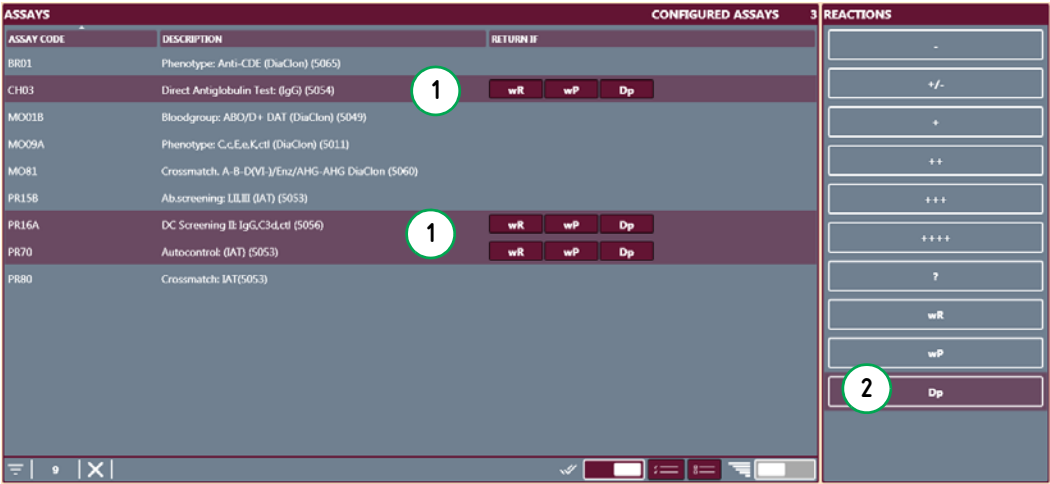 ASSAYS CONFIGURED ASSAYS 3
ASSAY CODE DESCRIPTION RETURN IF
BR01 Phenotype: Anti-CDE (DiaClon) (5065)
CH03 Direct Antiglobulin Test: (IgG) (5054) 1 wR wP Dp
MO01B Bloodgroup: ABO/D+ DAT (DiaClon) (5049)
MO09A Phenotype: C,c,E,e,K,ctl (DiaClon) (5011)
MO81 Crossmatch. A-B-D(VI-)/Enz/AHG-AHG DiaClon (5060)
PR15B Ab.screening: I,II,III (IAT) (5053)
PR16A DC Screening II: IgG,C3d,ctl (5056) 1 wR wP Dp
PR70 Autocontrol: (IAT) (5053) wR wP Dp
PR80 Crossmatch: IAT(5053)
9
REACTIONS
-
+/-
+
++
+++
++++
?
wR
wP
2 Dp